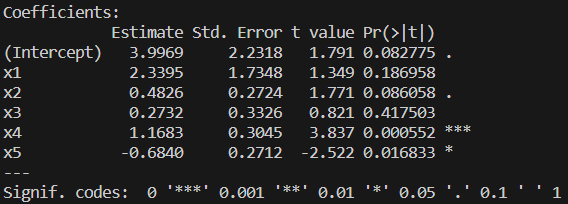 Coefficients:
            Estimate Std. Error t value Pr(>|t|)
(Intercept)   3.9969     2.2318   1.791 0.082775 .
x1            2.3395     1.7348   1.349 0.186958
x2            0.4826     0.2724   1.771 0.086058 .
x3            0.2732     0.3326   0.821 0.417503
x4            1.1683     0.3045   3.837 0.000552 ***
x5           -0.6840     0.2712  -2.522 0.016833 *
---
Signif. codes:  0 '***' 0.001 '**' 0.01 '*' 0.05 '.' 0.1 ' ' 1